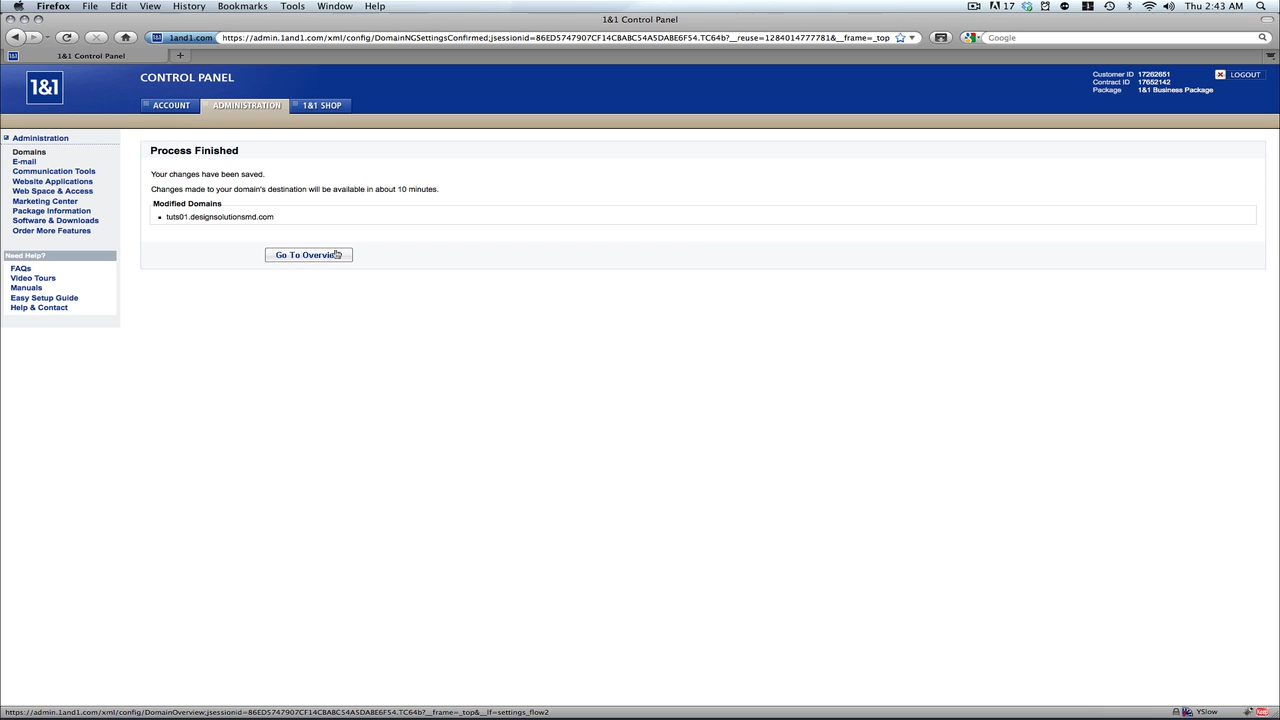 Firefox File Edit View History Bookmarks Tools Window Help
17 Thu 2:43 AM
1&1 Control Panel
1and1.com https://admin.1and1.com/xml/config/DomainNGSettingsConfirmed;jsessionid=86ED5747907CF14CBABC54A5DABE6F54.TC64b?__reuse=1284014777781&__frame=_top
Google
1&1 Control Panel
1&1
CONTROL PANEL
Customer ID 17262651
Contract ID 17652142
Package 1&1 Business Package
LOGOUT
ACCOUNT ADMINISTRATION 1&1 SHOP
Administration
Domains
E-mail
Communication Tools
Website Applications
Web Space & Access
Marketing Center
Package Information
Software & Downloads
Order More Features
Need Help?
FAQs
Video Tours
Manuals
Easy Setup Guide
Help & Contact
Process Finished
Your changes have been saved.
Changes made to your domain's destination will be available in about 10 minutes.
Modified Domains
tuts01.designsolutionsmd.com
Go To Overview
https://admin.1and1.com/xml/config/DomainOverview;jsessionid=86ED5747907CF14CBABC54A5DABE6F54.TC64b?__frame=_top&__lf=settings_flow2
YSlow